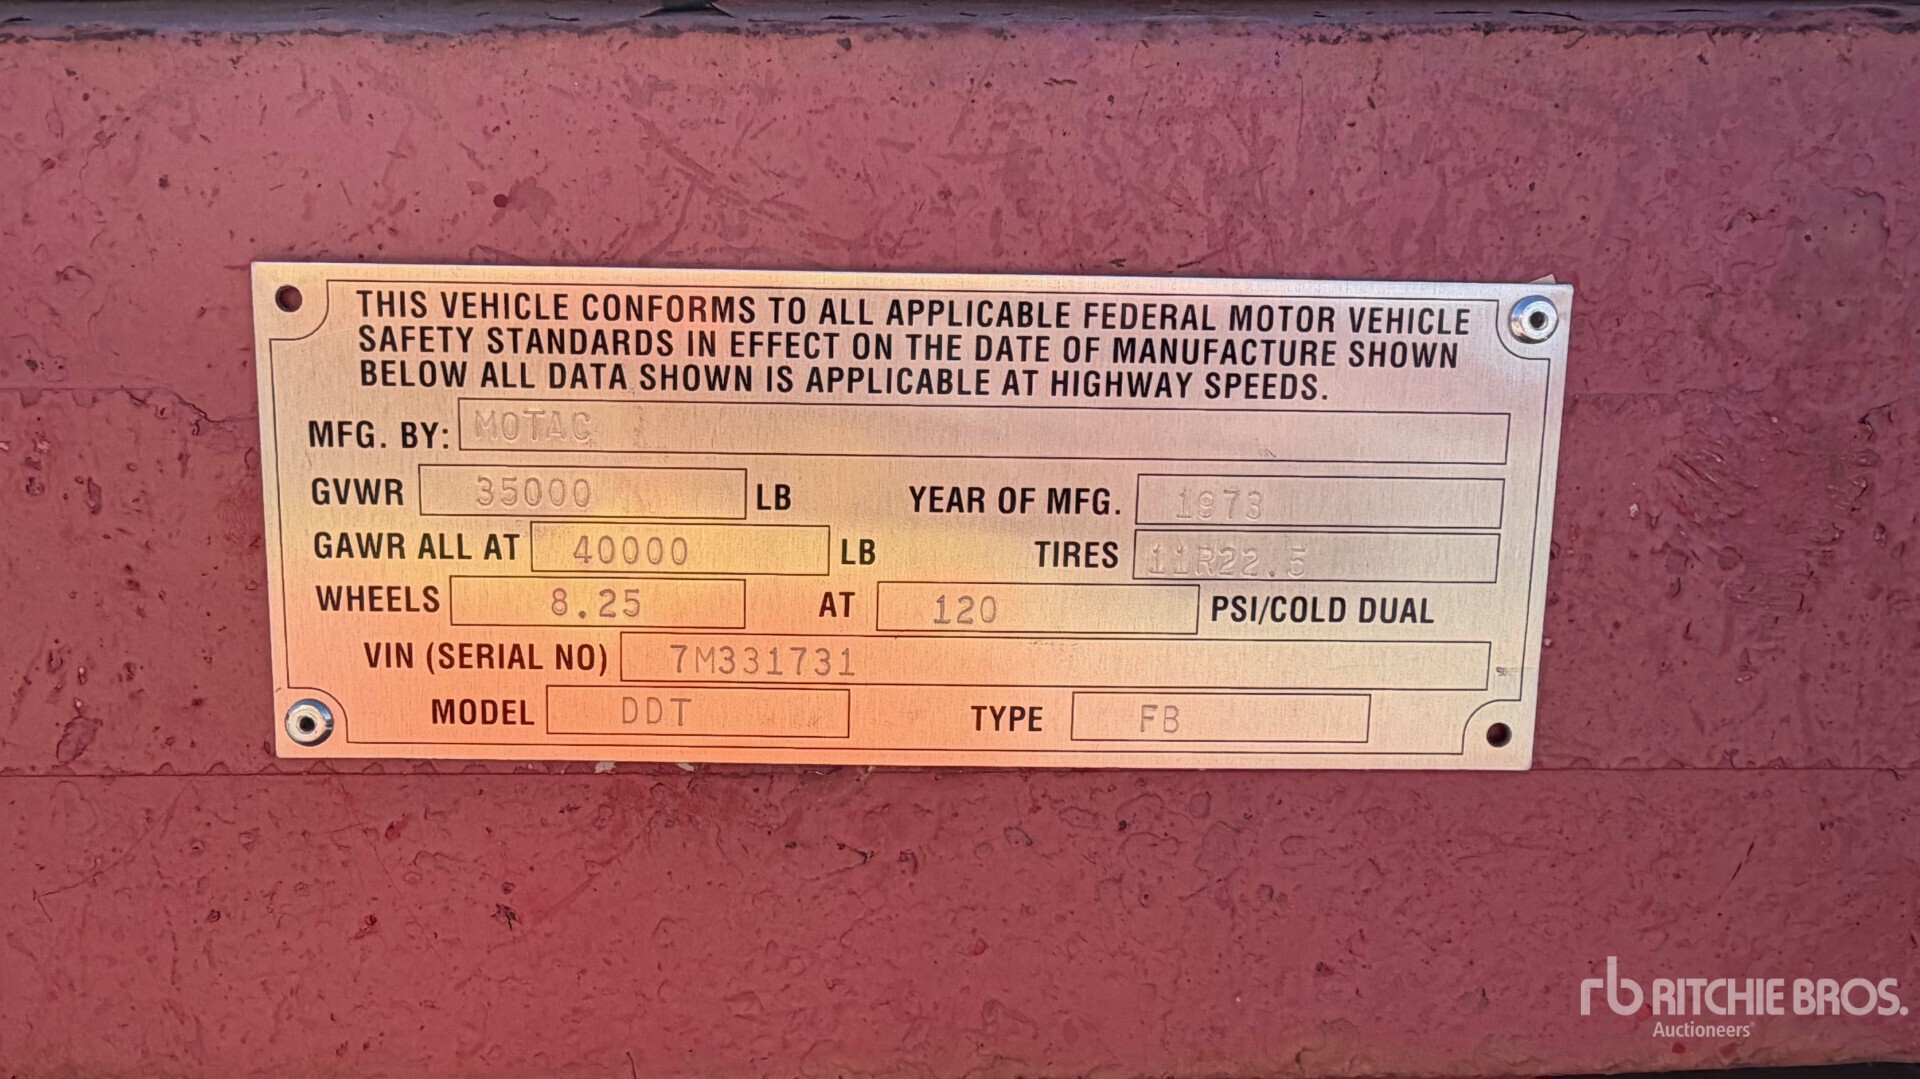 THIS VEHICLE CONFORMS TO ALL APPLICABLE FEDERAL MOTOR VEHICLE
SAFETY STANDARDS IN EFFECT ON THE DATE OF MANUFACTURE SHOWN
BELOW ALL DATA SHOWN IS APPLICABLE AT HIGHWAY SPEEDS.
MFG. BY: MOTAC
GVWR 35000 LB YEAR OF MFG. 1973
GAWR ALL AT 40000 LB TIRES 11R22.5
WHEELS 8.25 AT 120 PSI/COLD DUAL
VIN (SERIAL NO) 7M331731
MODEL DDT TYPE FB
rb RITCHIE BROS.
Auctioneers